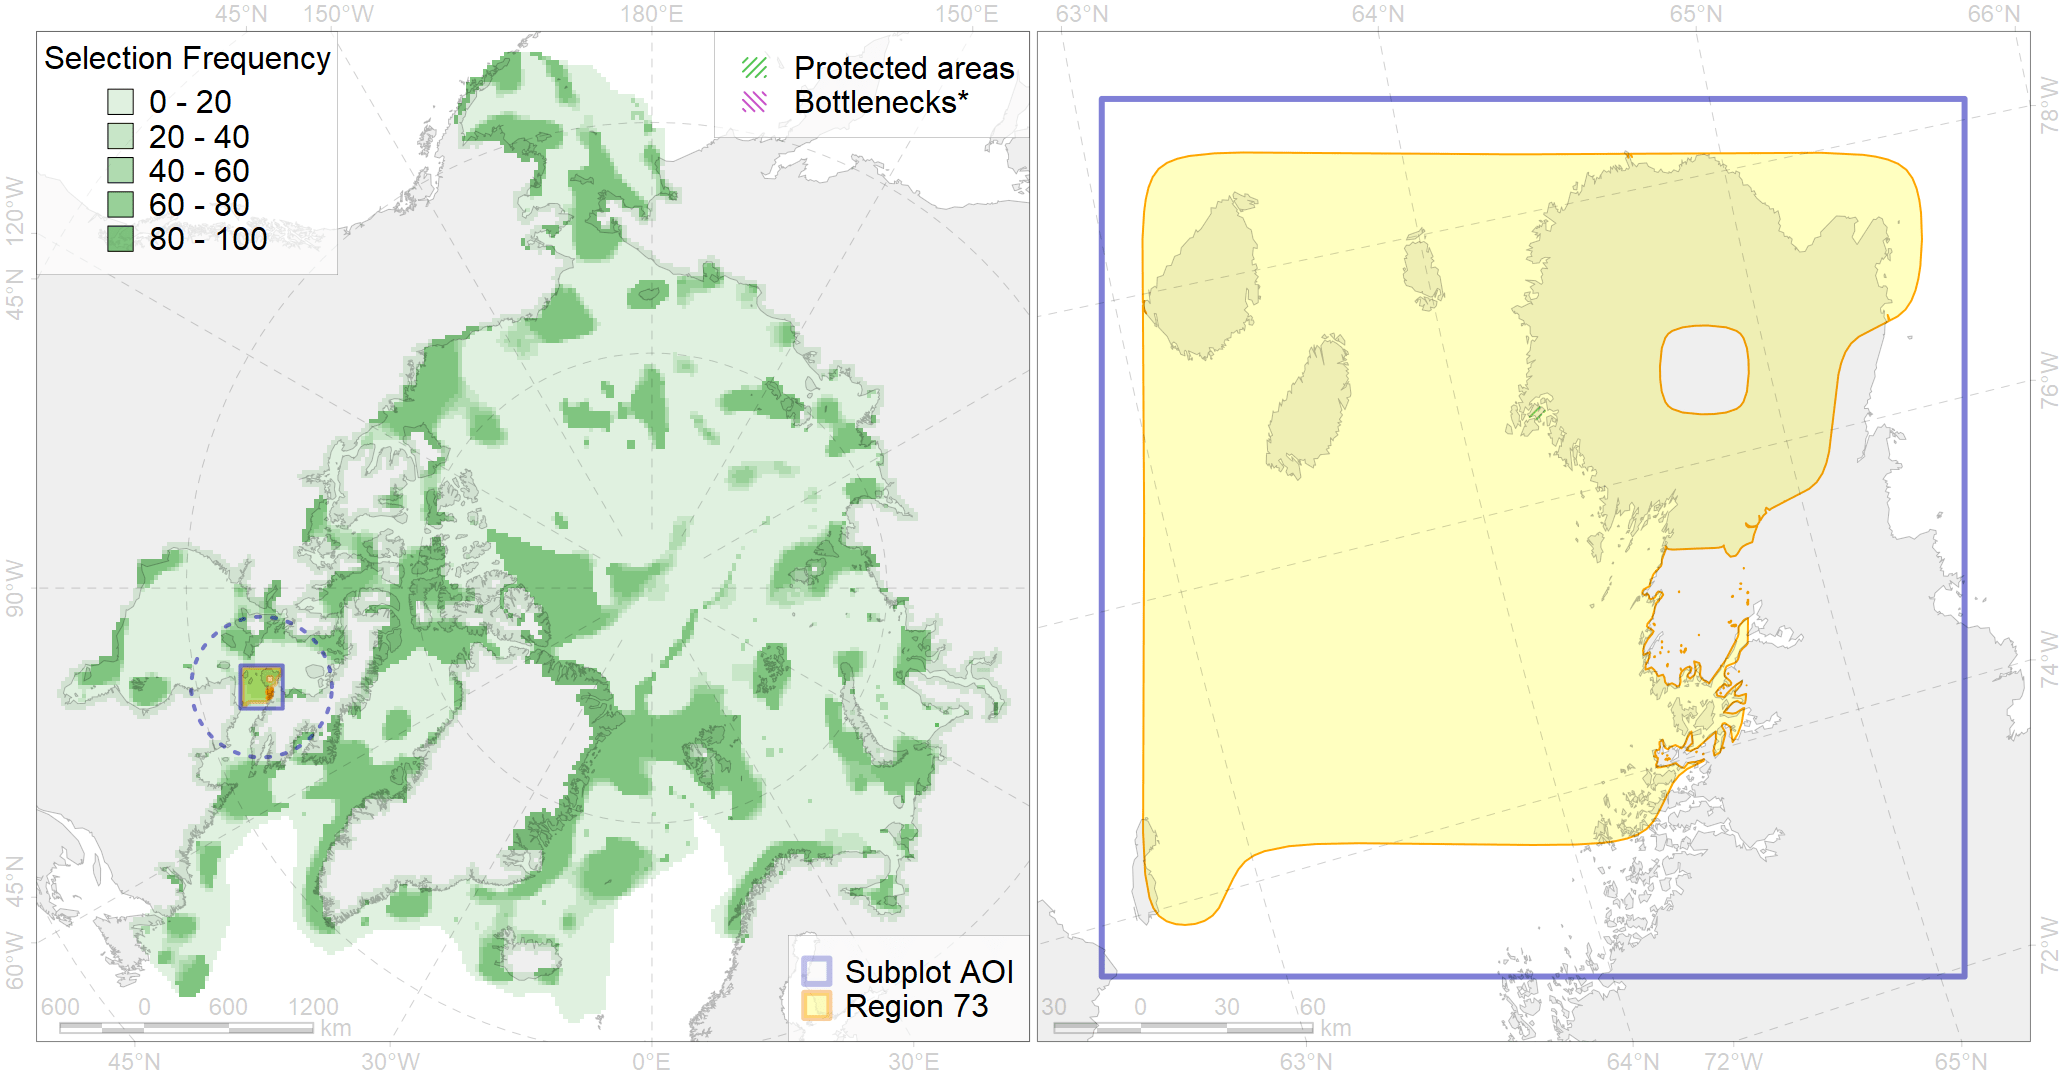 45°N 150°W 180°E 150°E 63°N 64°N 65°N 66°N
Selection Frequency
0 - 20
20 - 40
40 - 60
60 - 80
80 - 100
Protected areas
Bottlenecks*
120°W
45°N
90°W
45°N
60°W
78°W
76°W
74°W
72°W
Subplot AOI
Region 73
600 0 600 1200
km
30 0 30 60
km
45°N 30°W 0°E 30°E 63°N 64°N 72°W 65°N